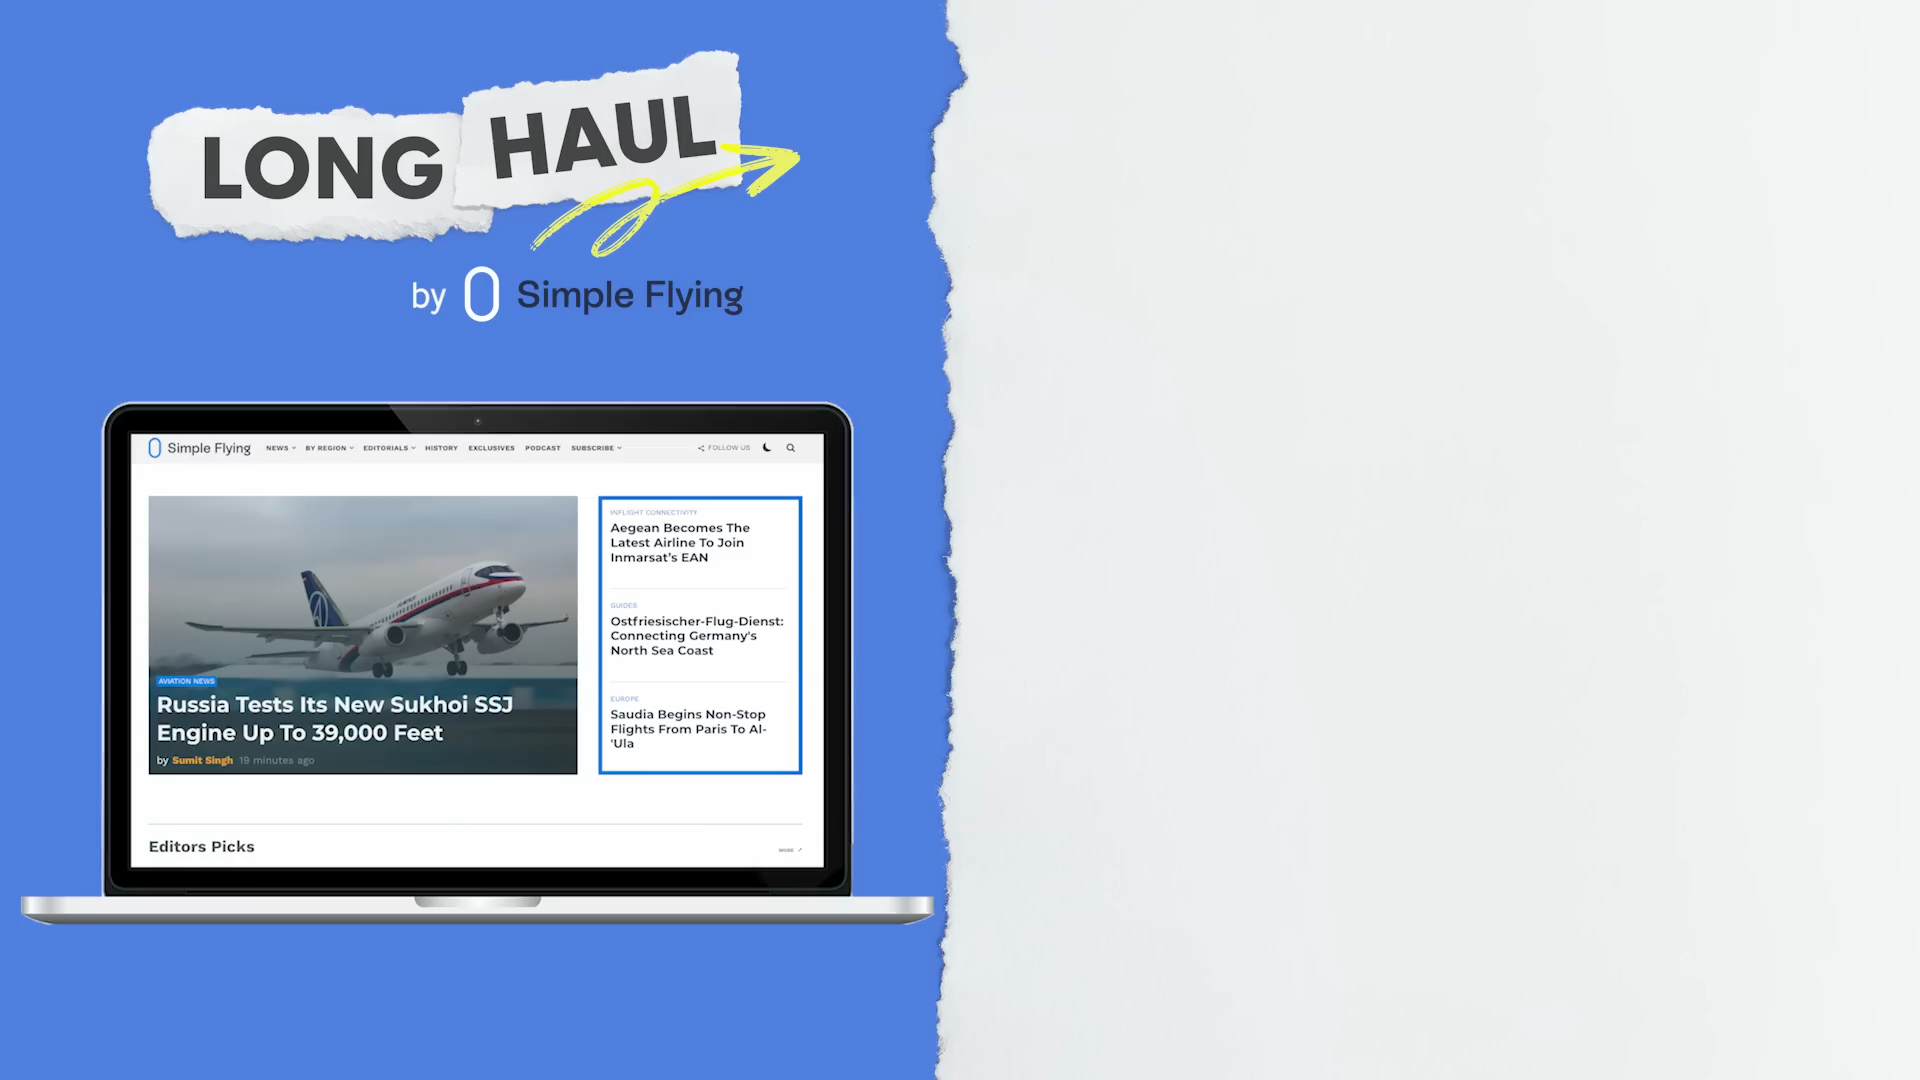 LONG HAUL
by Simple Flying
Simple Flying NEWS BY REGION EDITORIALS HISTORY EXCLUSIVES PODCAST SUBSCRIBE FOLLOW US
INFLIGHT CONNECTIVITY
Aegean Becomes The
Latest Airline To Join
Inmarsat's EAN
GUIDES
Ostfriesischer-Flug-Dienst:
Connecting Germany's
North Sea Coast
EUROPE
Saudia Begins Non-Stop
Flights From Paris To Al-
'Ula
AVIATION NEWS
Russia Tests Its New Sukhoi SSJ
Engine Up To 39,000 Feet
by Sumit Singh 19 minutes ago
Editors Picks
MORE